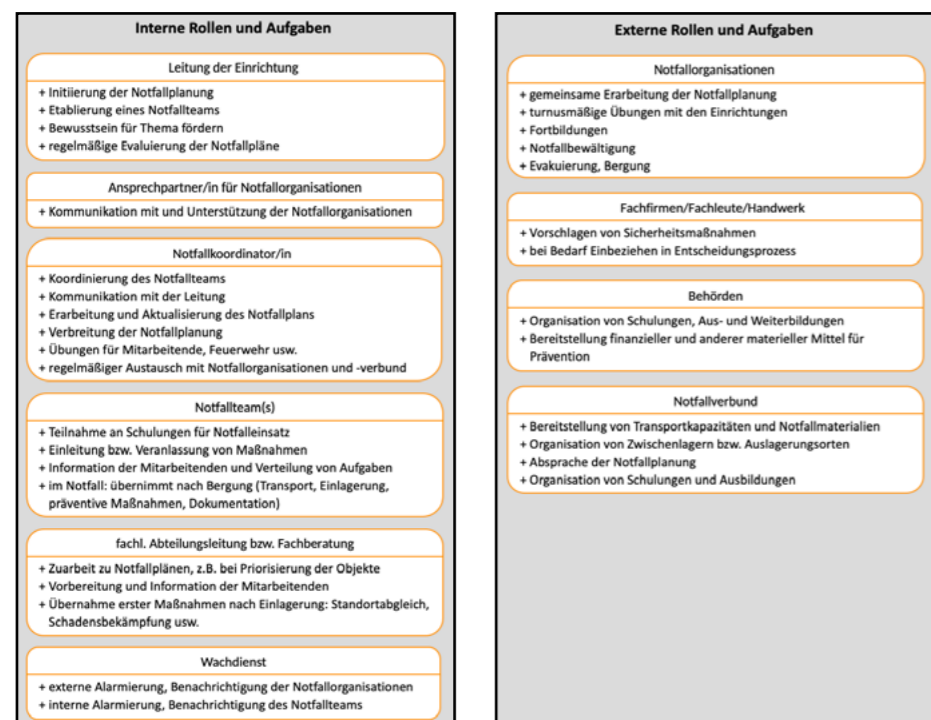 Interne Rollen und Aufgaben
Leitung der Einrichtung
+ Initiierung der Notfallplanung
+ Etablierung eines Notfallteams
+ Bewusstsein für Thema fördern
+ regelmäßige Evaluierung der Notfallpläne
Ansprechpartner/in für Notfallorganisationen
+ Kommunikation mit und Unterstützung der Notfallorganisationen
Notfallkoordinator/in
+ Koordinierung des Notfallteams
+ Kommunikation mit der Leitung
+ Erarbeitung und Aktualisierung des Notfallplans
+ Verbreitung der Notfallplanung
+ Übungen für Mitarbeitende, Feuerwehr usw.
+ regelmäßiger Austausch mit Notfallorganisationen und -verbund
Notfallteam(s)
+ Teilnahme an Schulungen für Notfalleinsatz
+ Einleitung bzw. Veranlassung von Maßnahmen
+ Information der Mitarbeitenden und Verteilung von Aufgaben
+ im Notfall: übernimmt nach Bergung (Transport, Einlagerung,
präventive Maßnahmen, Dokumentation)
fachl. Abteilungsleitung bzw. Fachberatung
+ Zuarbeit zu Notfallplänen, z.B. bei Priorisierung der Objekte
+ Vorbereitung und Information der Mitarbeitenden
+ Übernahme erster Maßnahmen nach Einlagerung: Standortabgleich,
Schadensbekämpfung usw.
Wachdienst
+ externe Alarmierung, Benachrichtigung der Notfallorganisationen
+ interne Alarmierung, Benachrichtigung des Notfallteams
Externe Rollen und Aufgaben
Notfallorganisationen
+ gemeinsame Erarbeitung der Notfallplanung
+ turnusmäßige Übungen mit den Einrichtungen
+ Fortbildungen
+ Notfallbewältigung
+ Evakuierung, Bergung
Fachfirmen/Fachleute/Handwerk
+ Vorschlagen von Sicherheitsmaßnahmen
+ bei Bedarf Einbeziehen in Entscheidungsprozess
Behörden
+ Organisation von Schulungen, Aus- und Weiterbildungen
+ Bereitstellung finanzieller und anderer materieller Mittel für
Prävention
Notfallverbund
+ Bereitstellung von Transportkapazitäten und Notfallmaterialien
+ Organisation von Zwischenlagern bzw. Auslagerungsorten
+ Absprache der Notfallplanung
+ Organisation von Schulungen und Ausbildungen